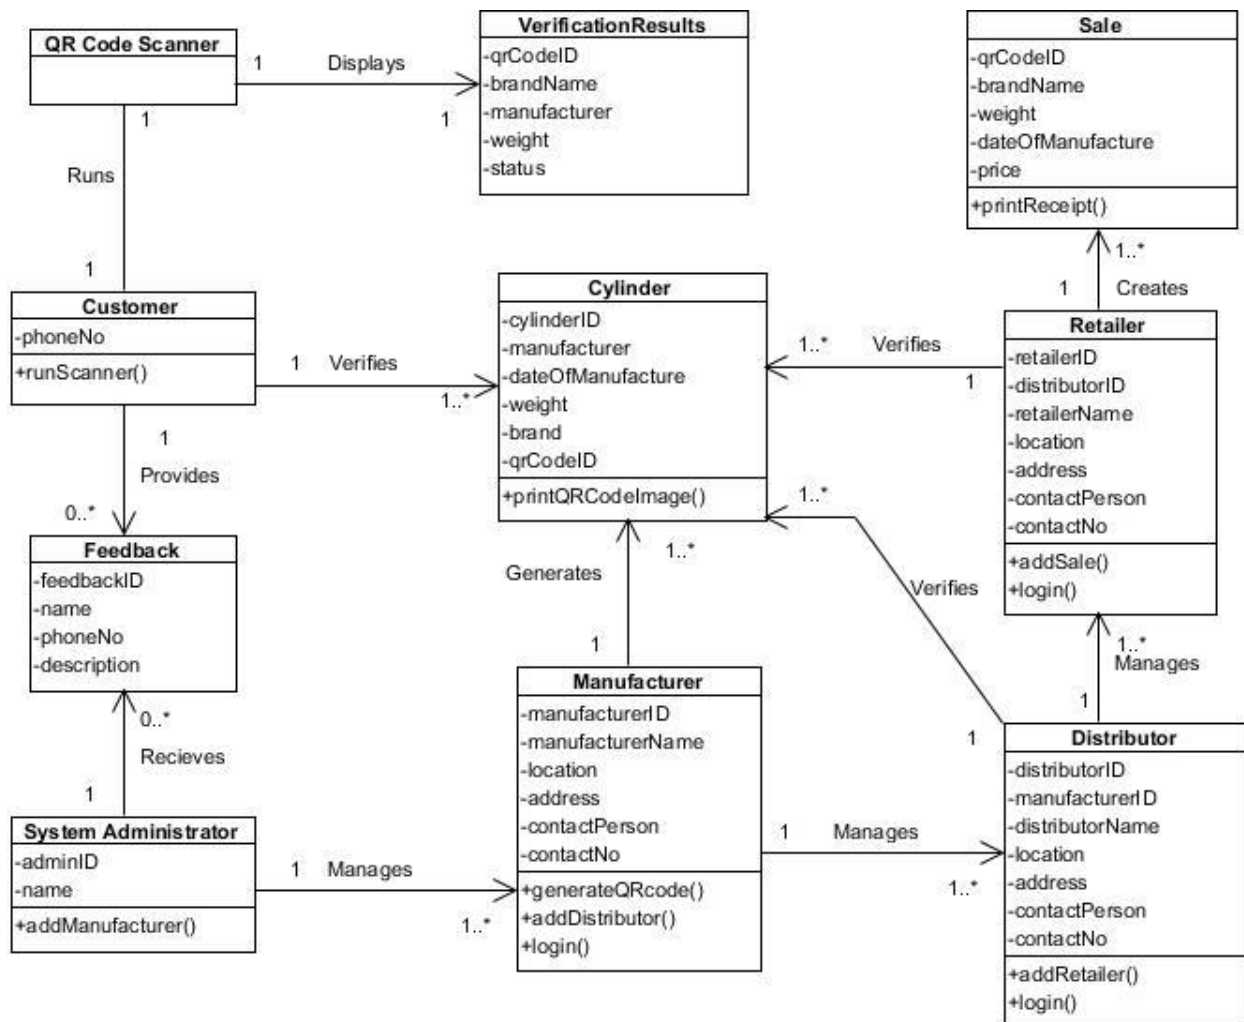 QR Code Scanner
1
Displays
1
1
Runs
1
VerificationResults
-qrCodeID
-brandName
-manufacturer
-weight
-status
Sale
-qrCodeID
-brandName
-weight
-dateOfManufacture
-price
+printReceipt()
1..*
1
Creates
Customer
-phoneNo
+runScanner()
1
Verifies
1..*
Cylinder
-cylinderID
-manufacturer
-dateOfManufacture
-weight
-brand
-qrCodeID
+printQRCodeImage()
1..*
Verifies
1
Retailer
-retailerID
-distributorID
-retailerName
-location
-address
-contactPerson
-contactNo
+addSale()
+login()
1
Provides
0..*
Feedback
-feedbackID
-name
-phoneNo
-description
0..*
Recieves
1
1..*
Generates
1
1..*
Verifies
1
1..*
Manages
1
System Administrator
-adminID
-name
+addManufacturer()
1
Manages
1..*
Manufacturer
-manufacturerID
-manufacturerName
-location
-address
-contactPerson
-contactNo
+generateQRcode()
+addDistributor()
+login()
1
Manages
1..*
Distributor
-distributorID
-manufacturerID
-distributorName
-location
-address
-contactPerson
-contactNo
+addRetailer()
+login()